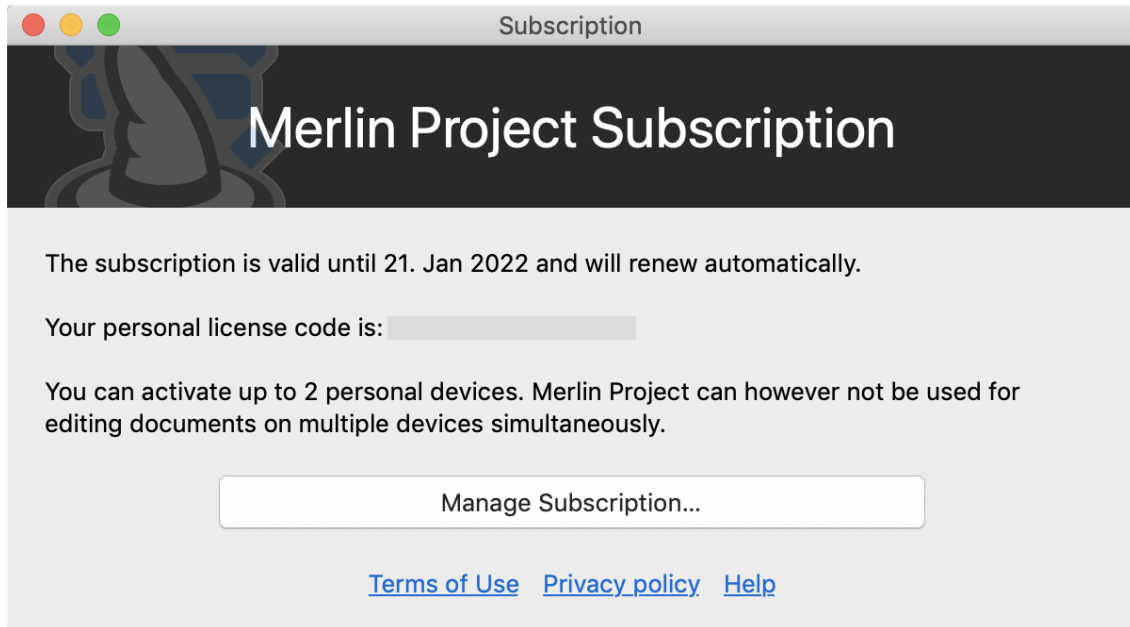 Subscription
Merlin Project Subscription
The subscription is valid until 21. Jan 2022 and will renew automatically.
Your personal license code is:
You can activate up to 2 personal devices. Merlin Project can however not be used for
editing documents on multiple devices simultaneously.
Manage Subscription...
Terms of Use Privacy policy Help